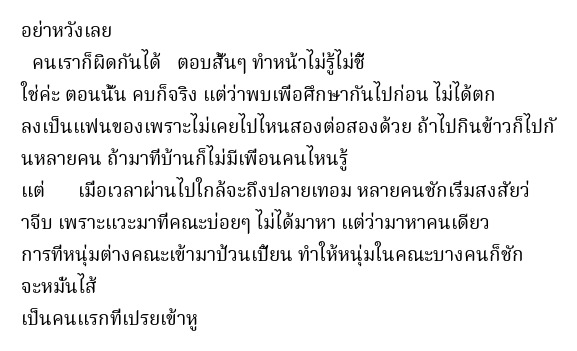 อย่าหวังเลย
คนเราก็ผิดกันได้ ตอบสั้นๆ ทำหน้าไม่รู้ไม่ชี้
ใช่ค่ะ ตอนนั้น คบก็จริง แต่ว่าพบเพื่อศึกษากันไปก่อน ไม่ได้ตก
ลงเป็นแฟนของเพราะไม่เคยไปไหนสองต่อสองด้วย ถ้าไปกินข้าวก็ไปกั
นหลายคน ถ้ามาที่บ้านก็ไม่มีเพื่อนคนไหนรู้
แต่ เมื่อเวลาผ่านไปใกล้จะถึงปลายเทอม หลายคนชักเริ่มสงสัยว่
าจีบ เพราะแวะมาที่คณะบ่อยๆ ไม่ได้มาหา แต่ว่ามาหาคนเดียว
การที่หนุ่มต่างคณะเข้ามาป้วนเปี้ยน ทำให้หนุ่มในคณะบางคนก็ชัก
จะหมั่นไส้
เป็นคนแรกที่เปรยเข้าหู